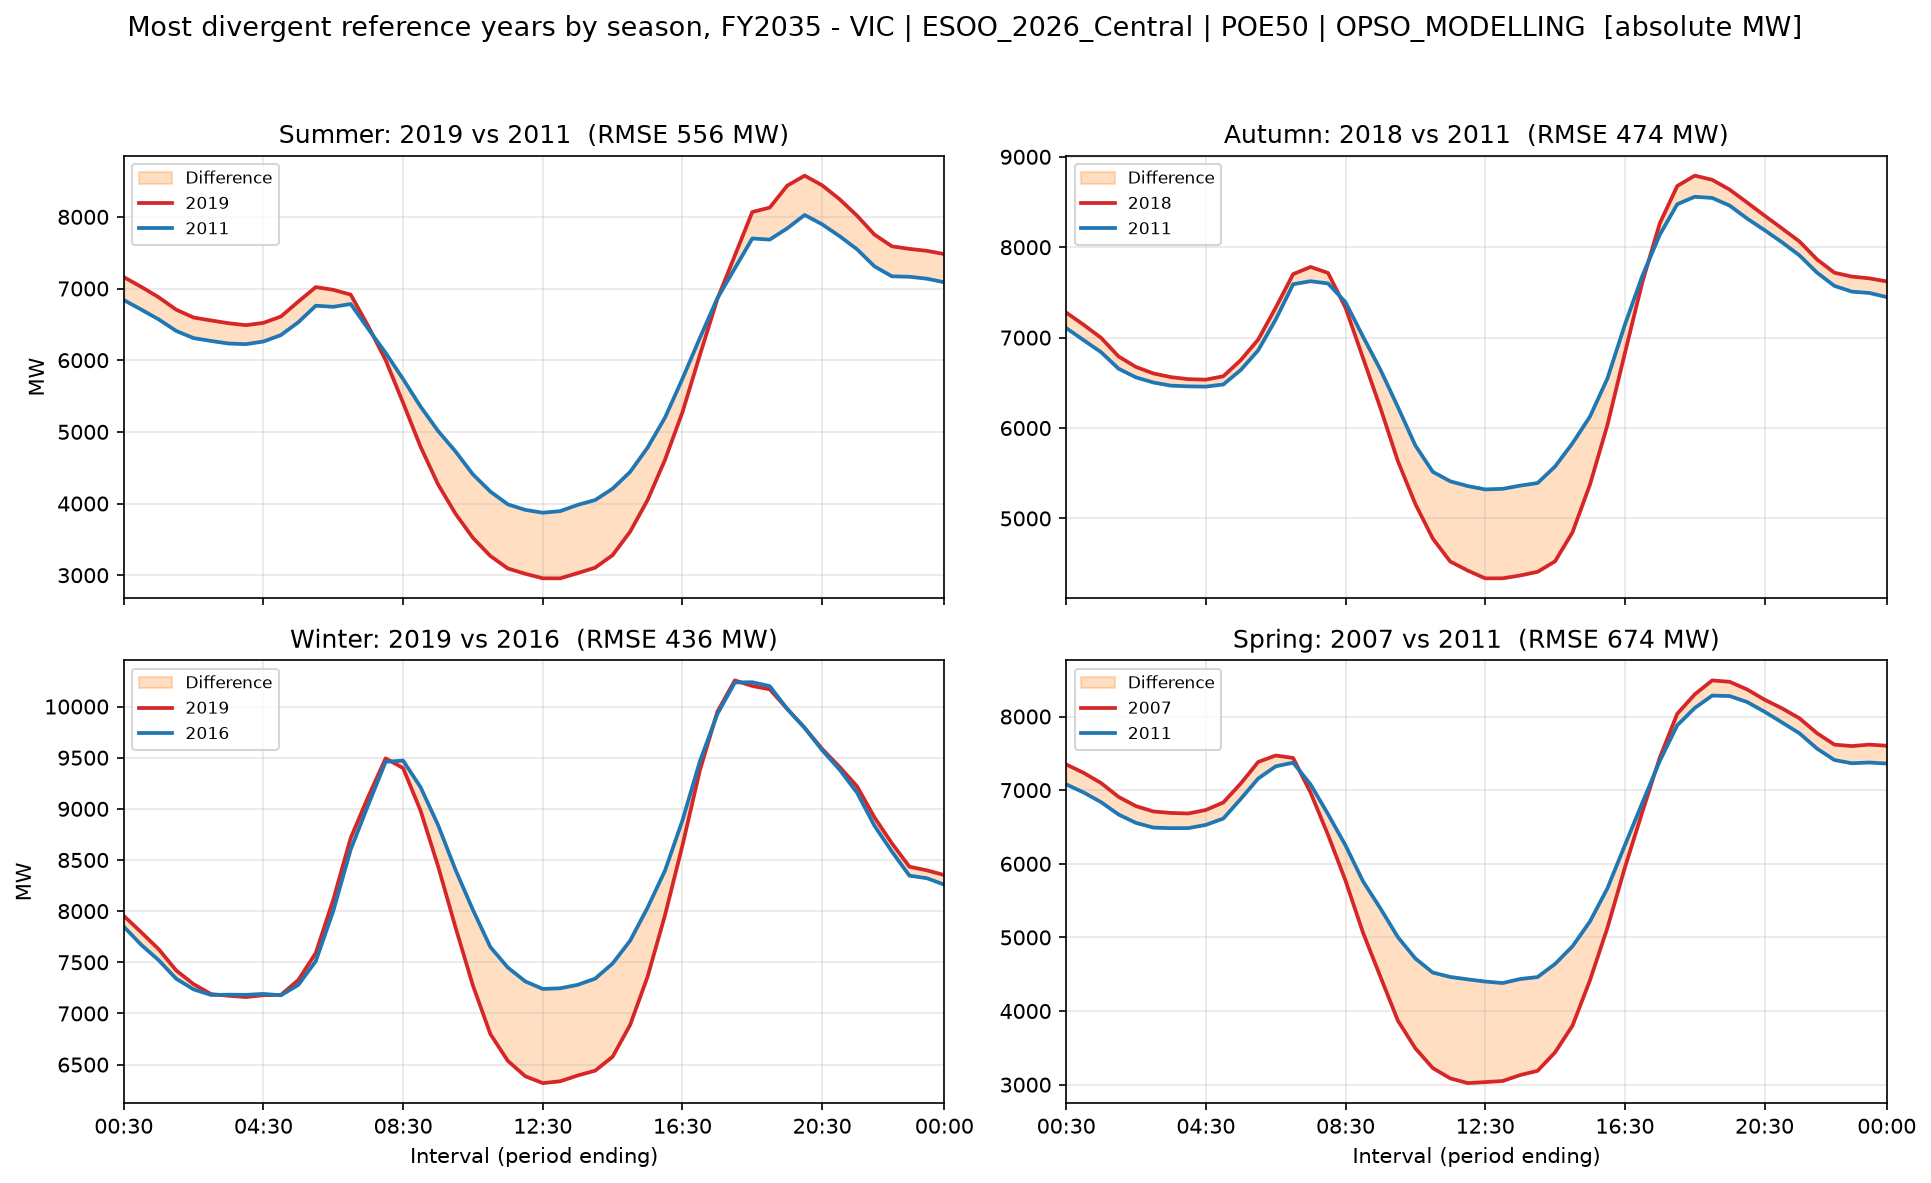 Most divergent reference years by season, FY2035 - VIC | ESOO_2026_Central | POE50 | OPSO_MODELLING  [absolute MW]
Summer: 2019 vs 2011  (RMSE 556 MW)
Difference
2019
2011
8000
7000
6000
5000
4000
3000
MW
Autumn: 2018 vs 2011  (RMSE 474 MW)
Difference
2018
2011
9000
8000
7000
6000
5000
Winter: 2019 vs 2016  (RMSE 436 MW)
Difference
2019
2016
10000
9500
9000
8500
8000
7500
7000
6500
MW
00:30 04:30 08:30 12:30 16:30 20:30 00:00
Interval (period ending)
Spring: 2007 vs 2011  (RMSE 674 MW)
Difference
2007
2011
8000
7000
6000
5000
4000
3000
00:30 04:30 08:30 12:30 16:30 20:30 00:00
Interval (period ending)